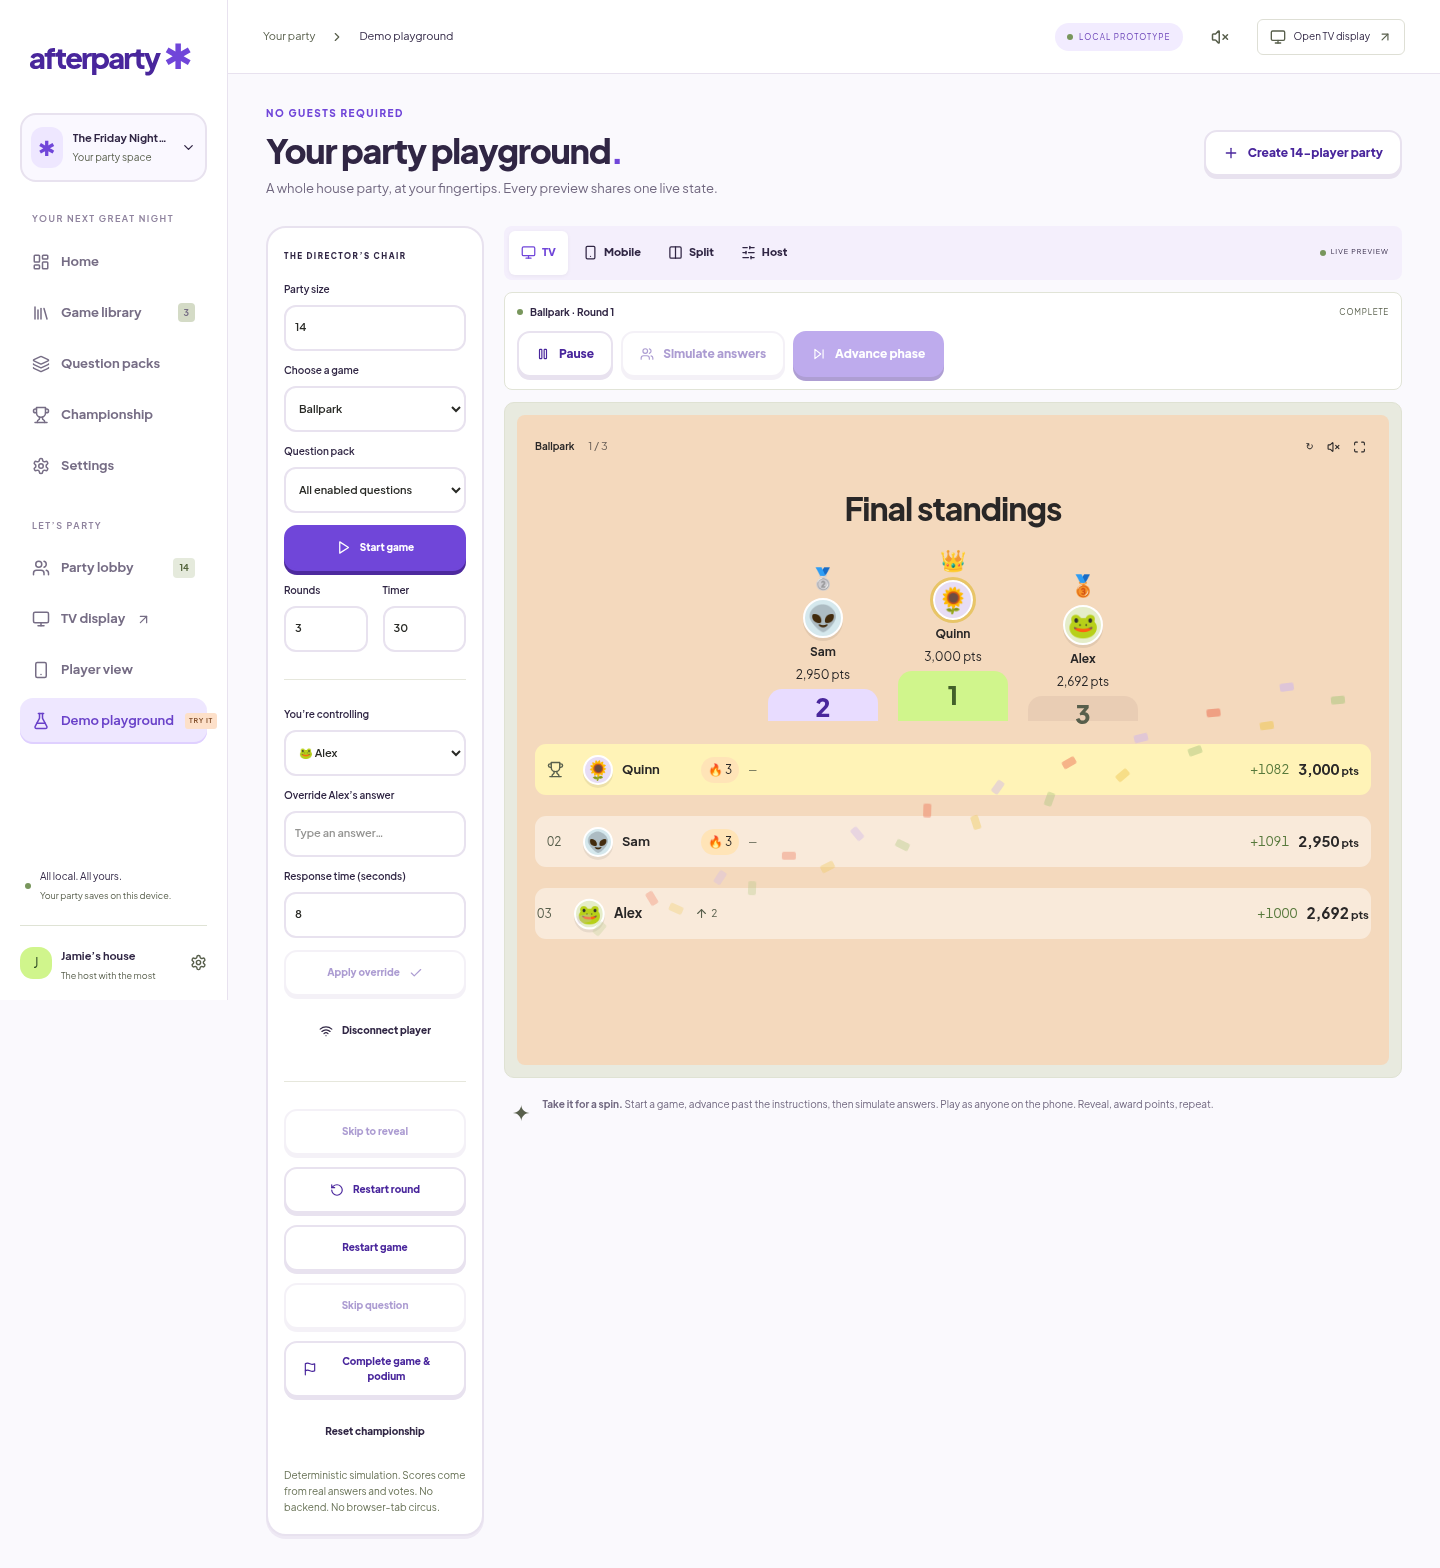 afterparty
The Friday Night...
Your party space
YOUR NEXT GREAT NIGHT
Home
Game library 3
Question packs
Championship
Settings
LET'S PARTY
Party lobby 14
TV display
Player view
Demo playground TRY IT
All local. All yours.
Your party saves on this device.
J
Jamie's house
The host with the most
Your party Demo playground
LOCAL PROTOTYPE
Open TV display
NO GUESTS REQUIRED
Your party playground.
A whole house party, at your fingertips. Every preview shares one live state.
Create 14-player party
THE DIRECTOR'S CHAIR
Party size
14
Choose a game
Ballpark
Question pack
All enabled questions
Start game
Rounds Timer
3 30
You're controlling
Alex
Override Alex's answer
Type an answer...
Response time (seconds)
8
Apply override
Disconnect player
Skip to reveal
Restart round
Restart game
Skip question
Complete game &
podium
Reset championship
Deterministic simulation. Scores come
from real answers and votes. No
backend. No browser-tab circus.
TV Mobile Split Host
LIVE PREVIEW
Ballpark · Round 1
COMPLETE
Pause Simulate answers Advance phase
Ballpark 1 / 3
Final standings
Sam
2,950 pts
2
Quinn
3,000 pts
1
Alex
2,692 pts
3
Quinn 3 — +1082 3,000 pts
02 Sam 3 — +1091 2,950 pts
03 Alex 2 +1000 2,692 pts
Take it for a spin. Start a game, advance past the instructions, then simulate answers. Play as anyone on the phone. Reveal, award points, repeat.